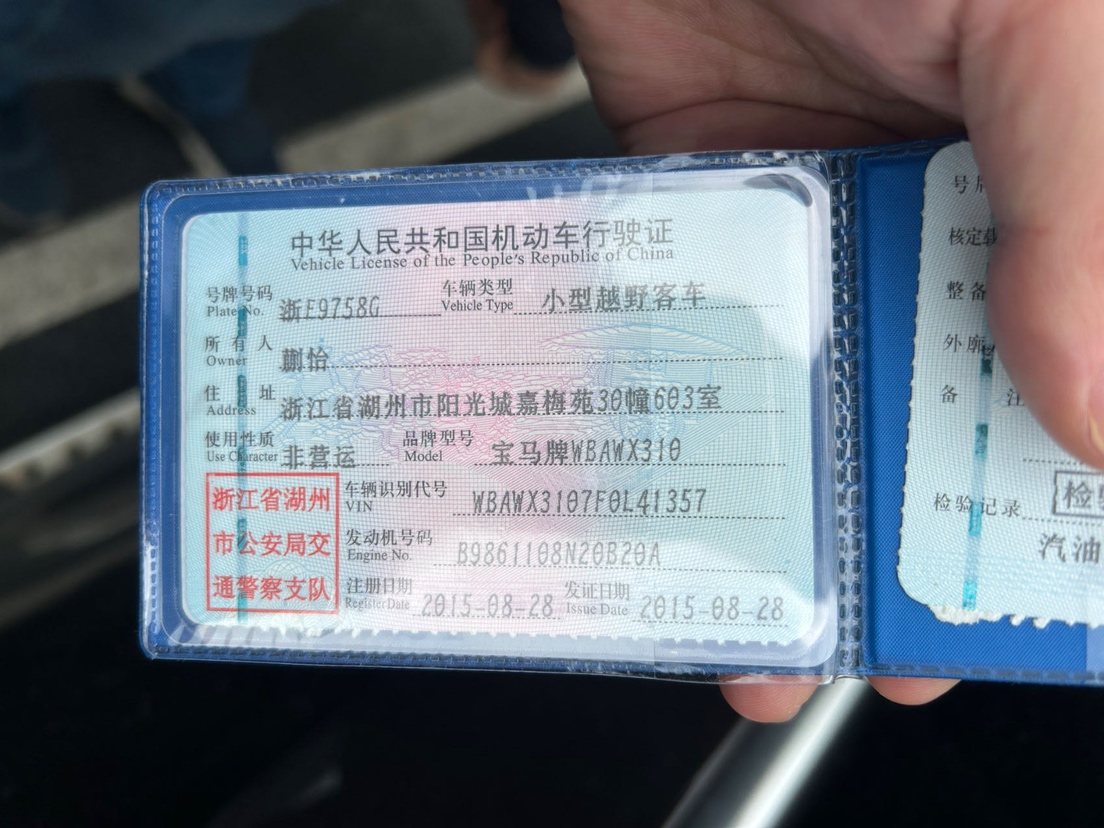 中华人民共和国机动车行驶证
Vehicle License of the People's Republic of China
号牌号码 浙E9758G 车辆类型 小型越野客车
Plate No. Vehicle Type
所有人 蒯怡
Owner
住址 浙江省湖州市阳光城嘉梅苑30幢603室
Address
使用性质 非营运 品牌型号 宝马牌WBAWX310
Use Character Model
浙江省湖州
市公安局交
通警察支队
车辆识别代号 WBAWX3107F0L41357
VIN
发动机号码 B9861108N20B20A
Engine No.
注册日期 2015-08-28 发证日期 2015-08-28
Register Date Issue Date
号牌
核定载
整备
外廓
备 注
检验记录 检验
汽油